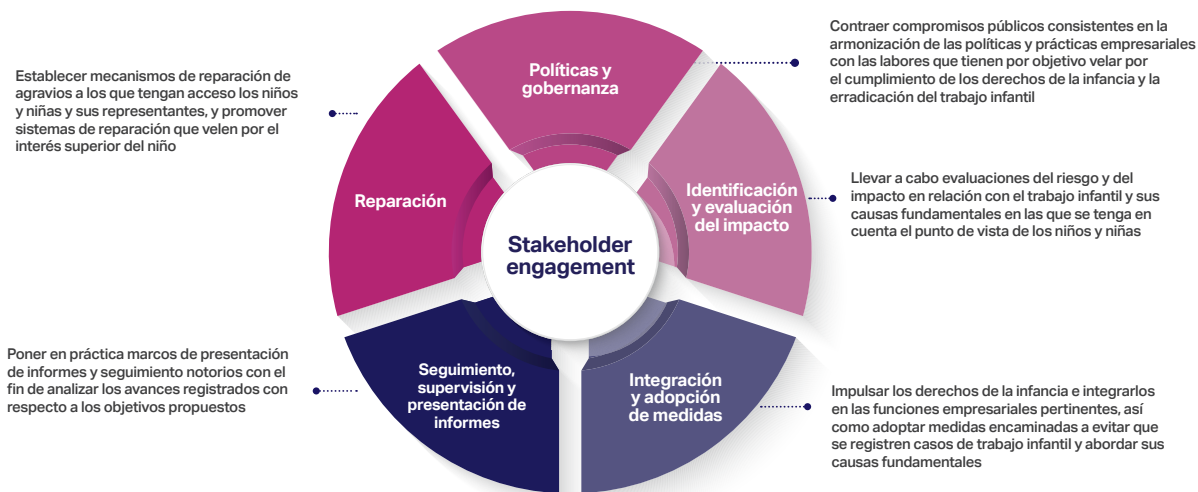 Políticas y
gobernanza
Contraer compromisos públicos consistentes en la
armonización de las políticas y prácticas empresariales
con las labores que tienen por objetivo velar por
el cumplimiento de los derechos de la infancia y la
erradicación del trabajo infantil
Identificación
y evaluación
del impacto
Llevar a cabo evaluaciones del riesgo y del
impacto en relación con el trabajo infantil y sus
causas fundamentales en las que se tenga en
cuenta el punto de vista de los niños y niñas
Integración
y adopción
de medidas
Impulsar los derechos de la infancia e integrarlos
en las funciones empresariales pertinentes, así
como adoptar medidas encaminadas a evitar que
se registren casos de trabajo infantil y abordar sus
causas fundamentales
Seguimiento,
supervisión y
presentación de
informes
Poner en práctica marcos de presentación
de informes y seguimiento notorios con el
fin de analizar los avances registrados con
respecto a los objetivos propuestos
Reparación
Establecer mecanismos de reparación de
agravios a los que tengan acceso los niños
y niñas y sus representantes, y promover
sistemas de reparación que velen por el
interés superior del niño
Stakeholder
engagement